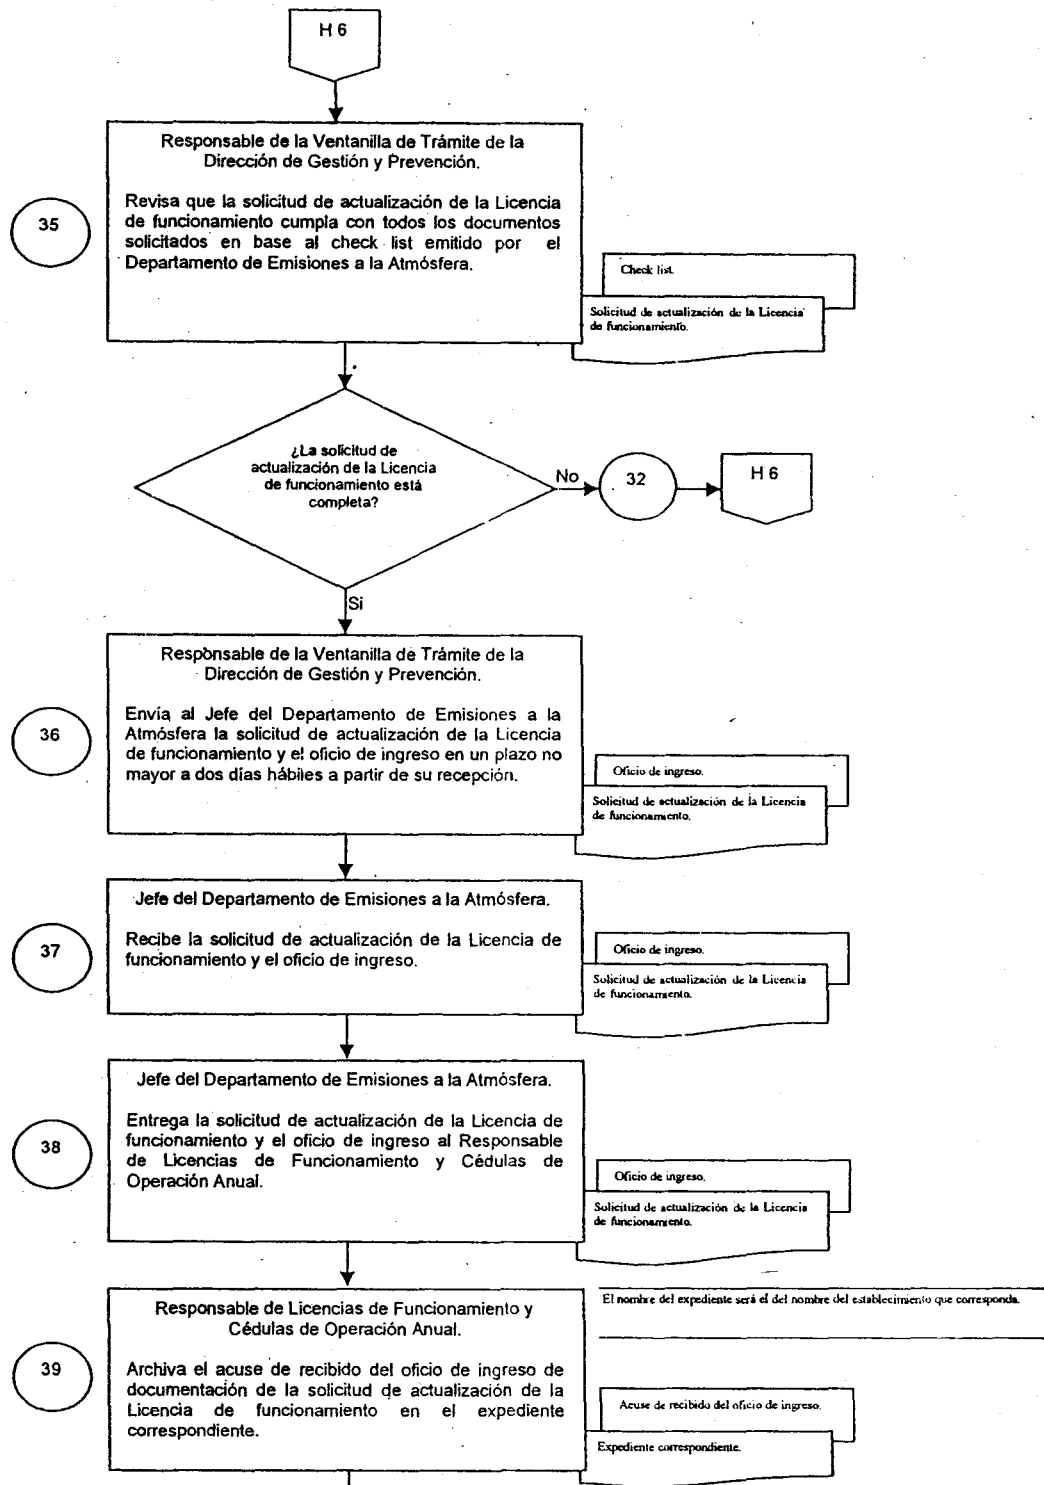 H 6
Responsable de la Ventanilla de Trámite de la
Dirección de Gestión y Prevención.
35
Revisa que la solicitud de actualización de la Licencia
de funcionamiento cumpla con todos los documentos
solicitados en base al check list emitido por el
Departamento de Emisiones a la Atmósfera.
Check list.
Solicitud de actualización de la Licencia
de funcionamiento.
¿La solicitud de
actualización de la Licencia
de funcionamiento está
completa?
No
32
H 6
Si
Responsable de la Ventanilla de Trámite de la
Dirección de Gestión y Prevención.
36
Envía al Jefe del Departamento de Emisiones a la
Atmósfera la solicitud de actualización de la Licencia
de funcionamiento y el oficio de ingreso en un plazo no
mayor a dos días hábiles a partir de su recepción.
Oficio de ingreso.
Solicitud de actualización de la Licencia
de funcionamiento.
Jefe del Departamento de Emisiones a la Atmósfera.
37
Recibe la solicitud de actualización de la Licencia de
funcionamiento y el oficio de ingreso.
Oficio de ingreso.
Solicitud de actualización de la Licencia
de funcionamiento.
Jefe del Departamento de Emisiones a la Atmósfera.
38
Entrega la solicitud de actualización de la Licencia de
funcionamiento y el oficio de ingreso al Responsable
de Licencias de Funcionamiento y Cédulas de
Operación Anual.
Oficio de ingreso.
Solicitud de actualización de la Licencia
de funcionamiento.
Responsable de Licencias de Funcionamiento y
Cédulas de Operación Anual.
El nombre del expediente será el del nombre del establecimiento que corresponda.
39
Archiva el acuse de recibido del oficio de ingreso de
documentación de la solicitud de actualización de la
Licencia de funcionamiento en el expediente
correspondiente.
Acuse de recibido del oficio de ingreso.
Expediente correspondiente.